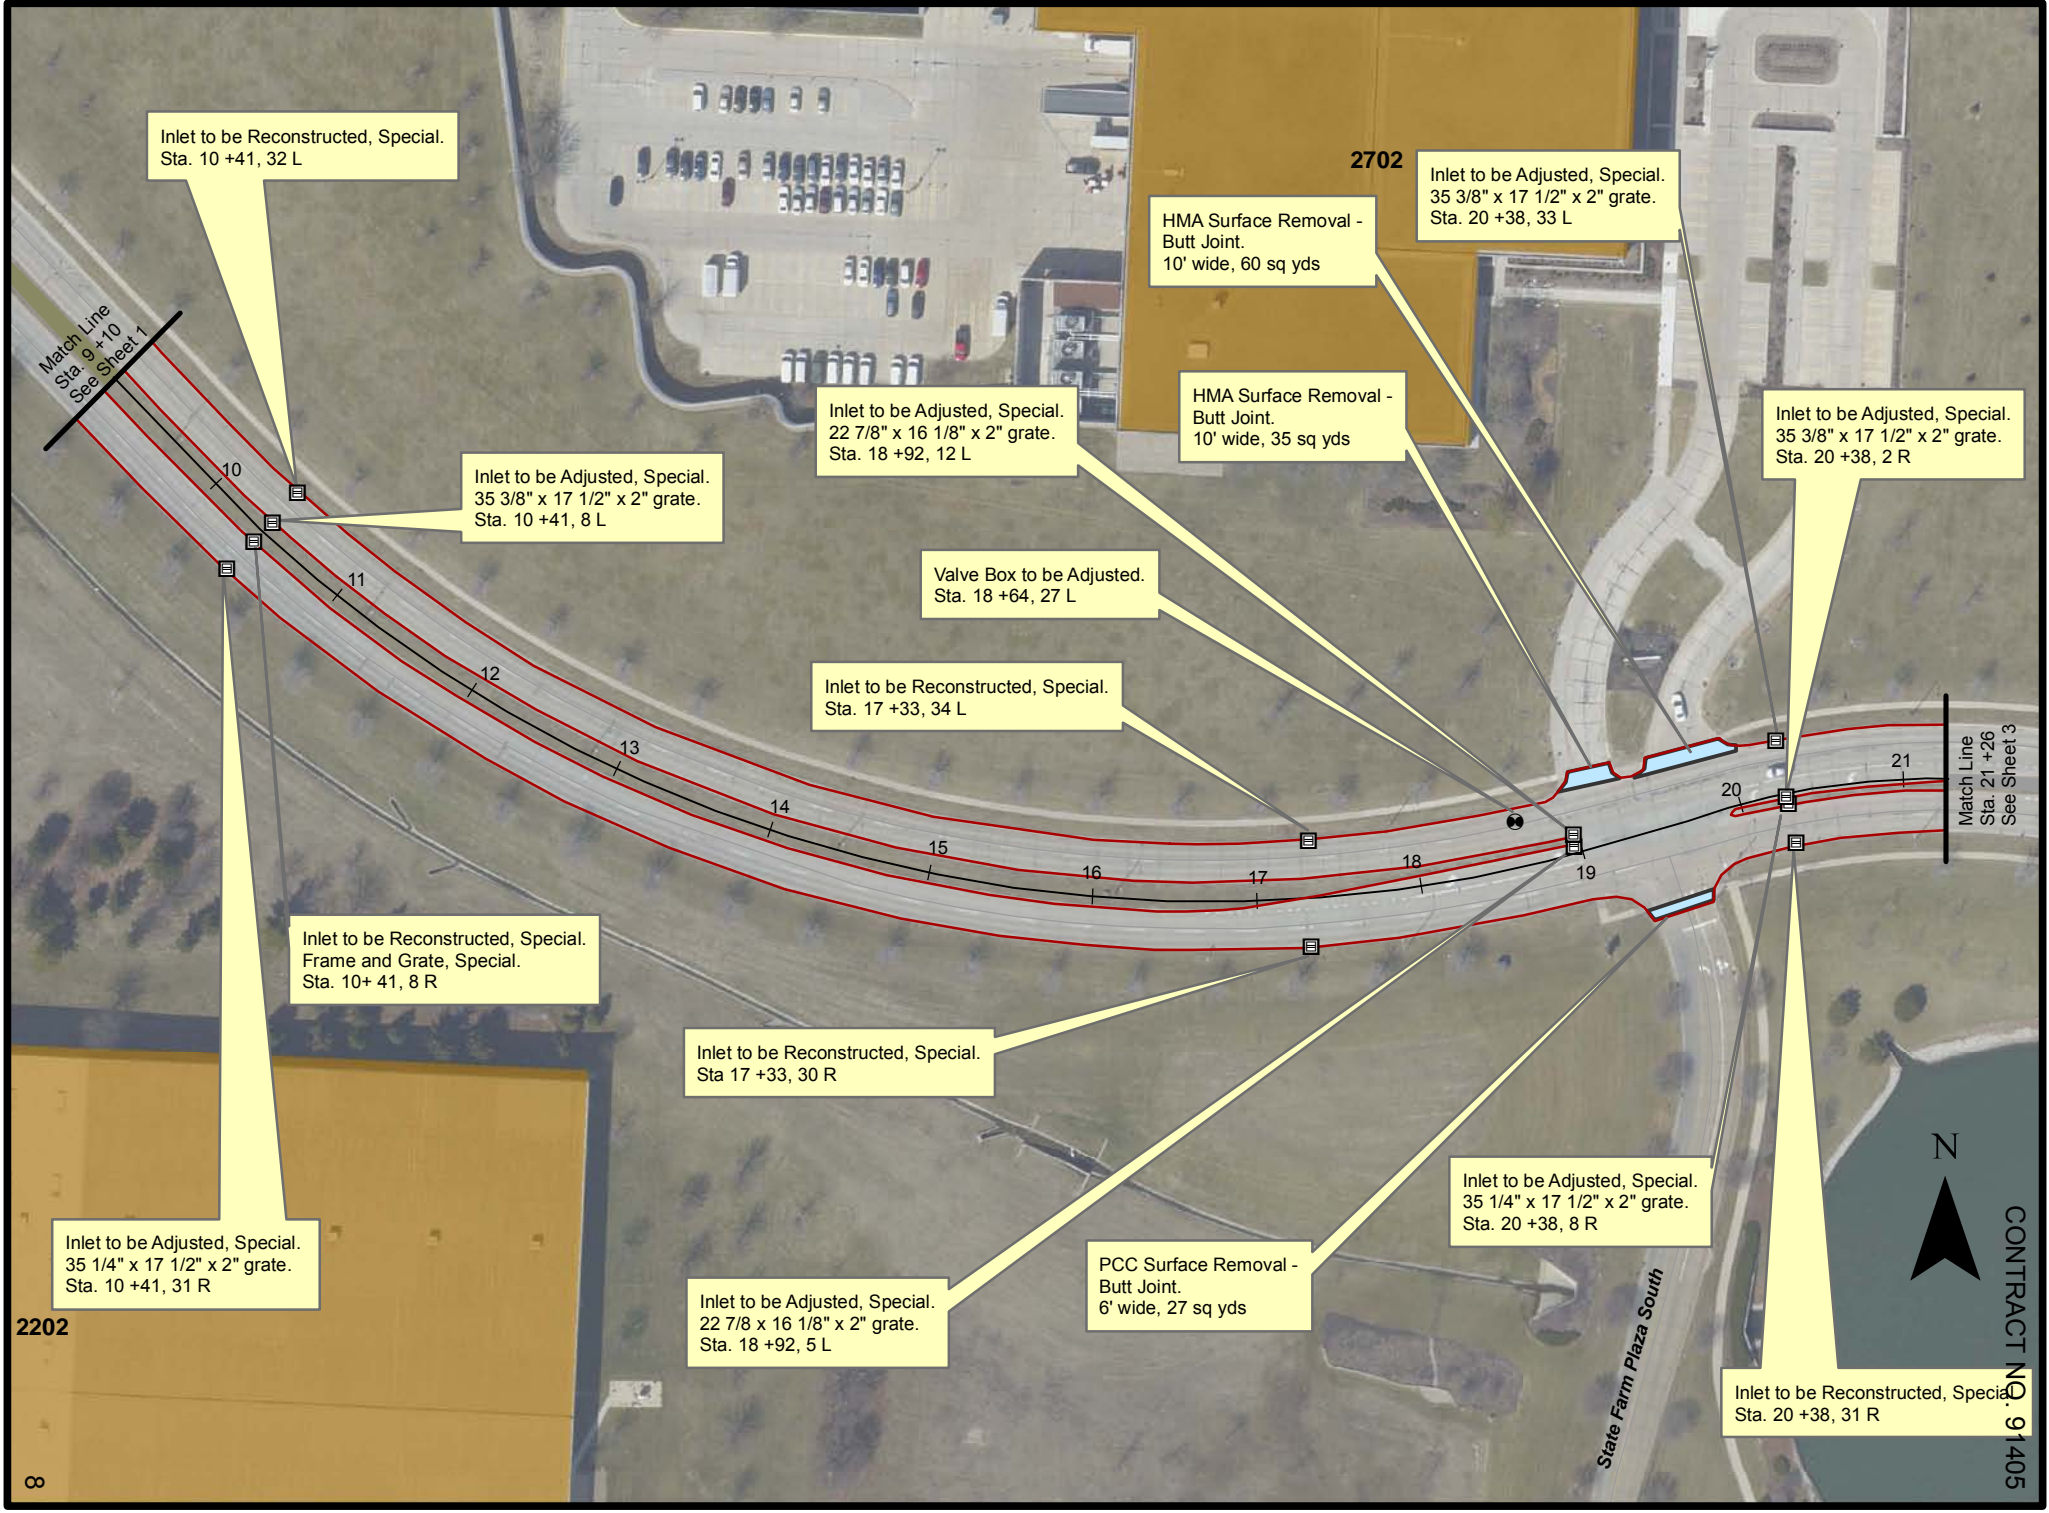 Inlet to be Reconstructed, Special.
Sta. 10 +41, 32 L
2702
Inlet to be Adjusted, Special.
35 3/8" x 17 1/2" x 2" grate.
Sta. 20 +38, 33 L
HMA Surface Removal -
Butt Joint.
10' wide, 60 sq yds
Match Line
Sta. 9 +10
See Sheet 1
HMA Surface Removal -
Butt Joint.
10' wide, 35 sq yds
Inlet to be Adjusted, Special.
22 7/8" x 16 1/8" x 2" grate.
Sta. 18 +92, 12 L
Inlet to be Adjusted, Special.
35 3/8" x 17 1/2" x 2" grate.
Sta. 20 +38, 2 R
Inlet to be Adjusted, Special.
35 3/8" x 17 1/2" x 2" grate.
Sta. 10 +41, 8 L
Valve Box to be Adjusted.
Sta. 18 +64, 27 L
Inlet to be Reconstructed, Special.
Sta. 17 +33, 34 L
10
11
12
13
14
15
16
17
18
19
20
21
Match Line
Sta. 21 +26
See Sheet 3
Inlet to be Reconstructed, Special.
Frame and Grate, Special.
Sta. 10+ 41, 8 R
Inlet to be Reconstructed, Special.
Sta 17 +33, 30 R
Inlet to be Adjusted, Special.
35 1/4" x 17 1/2" x 2" grate.
Sta. 20 +38, 8 R
N
Inlet to be Adjusted, Special.
35 1/4" x 17 1/2" x 2" grate.
Sta. 10 +41, 31 R
PCC Surface Removal -
Butt Joint.
6' wide, 27 sq yds
Inlet to be Adjusted, Special.
22 7/8 x 16 1/8" x 2" grate.
Sta. 18 +92, 5 L
2202
State Farm Plaza South
Inlet to be Reconstructed, Special.
Sta. 20 +38, 31 R
CONTRACT NO. 91405
8